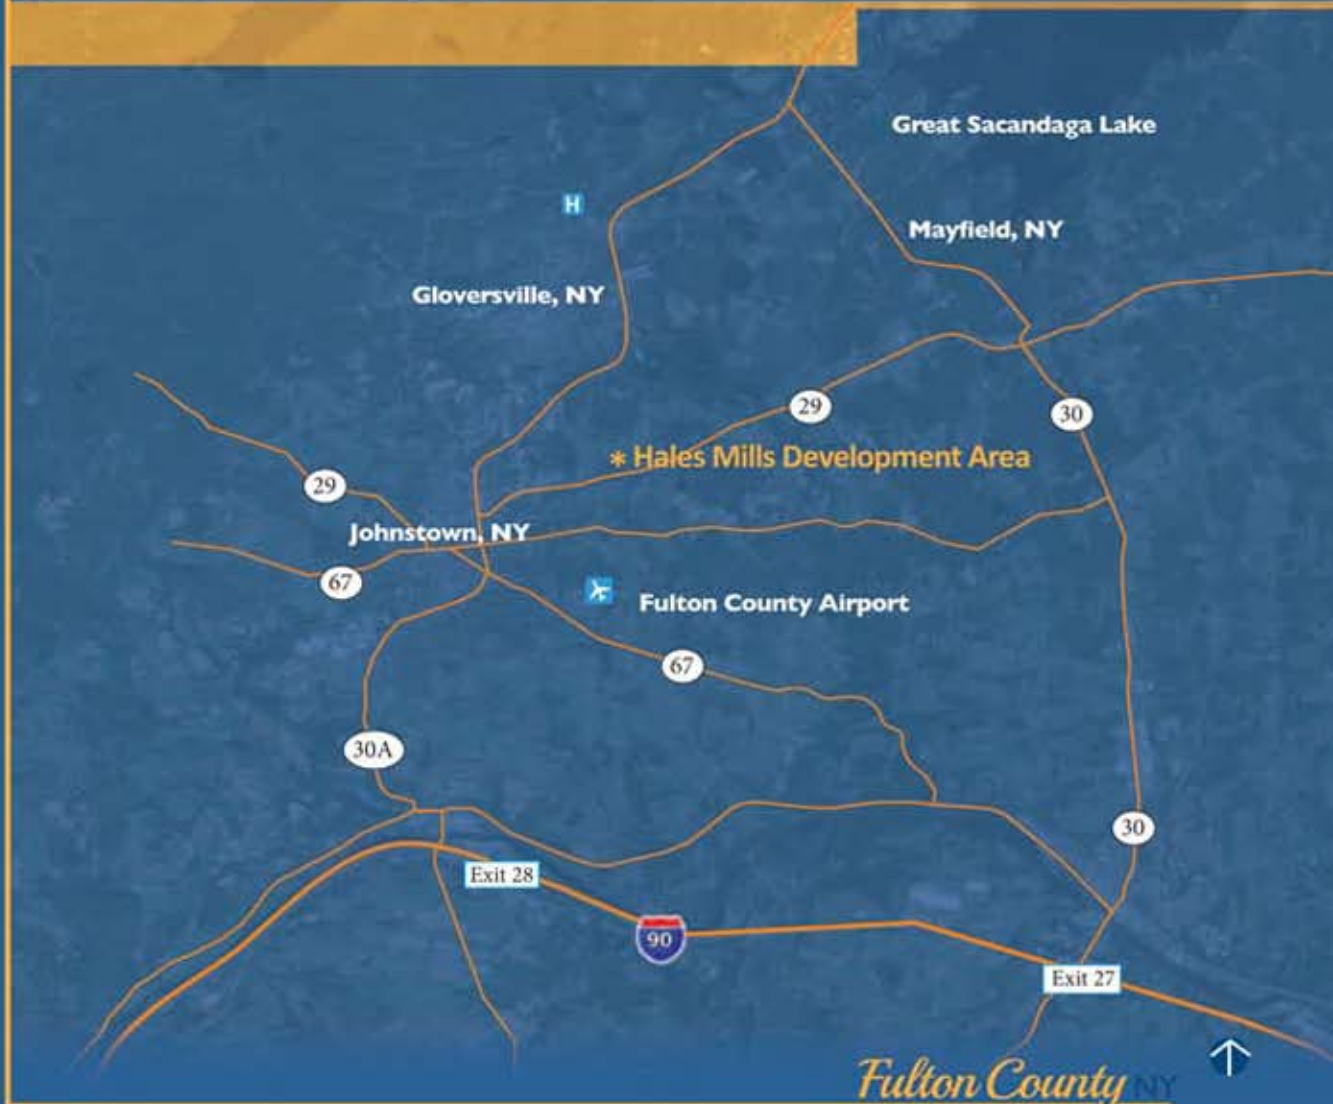 Great Sacandaga Lake
H
Mayfield, NY
Gloversville, NY
29
30
* Hales Mills Development Area
29
Johnstown, NY
67
Fulton County Airport
67
30A
30
Exit 28
90
Exit 27
Fulton County NY